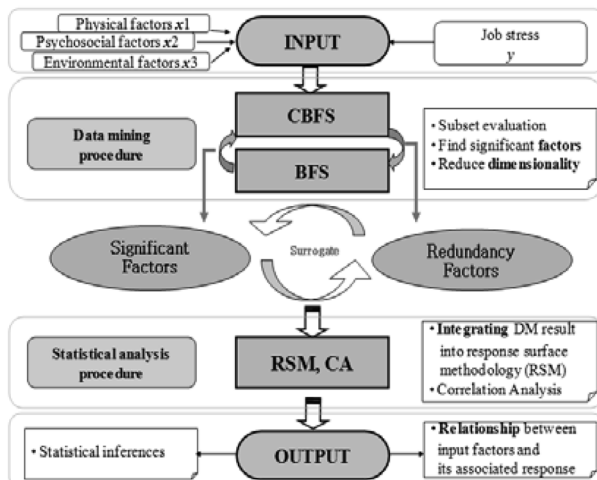 Physical factors x1
Psychosocial factors x2
Environmental factors x3
INPUT
Job stress
y
Data mining
procedure
CBFS
BFS
• Subset evaluation
• Find significant factors
• Reduce dimensionality
Significant
Factors
Surrogate
Redundancy
Factors
Statistical analysis
procedure
RSM, CA
• Integrating DM result
into response surface
methodology (RSM)
• Correlation Analysis
• Statistical inferences
OUTPUT
• Relationship between
input factors and
its associated response